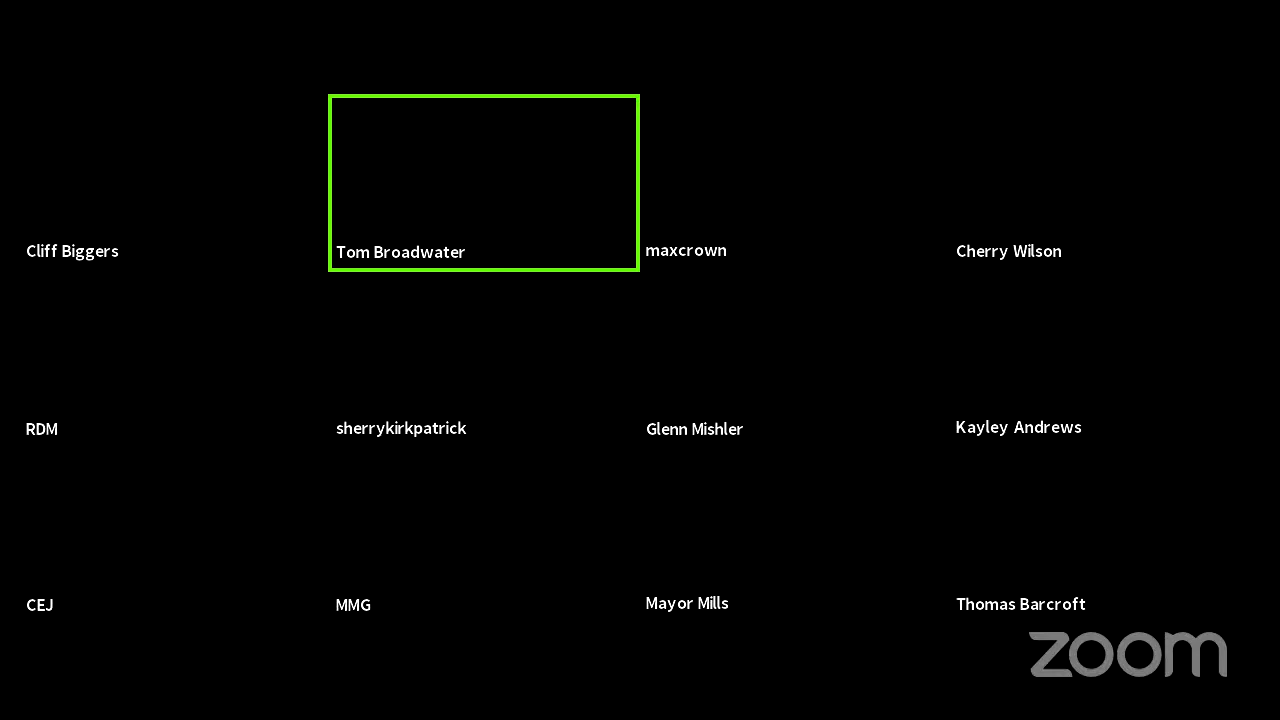 Cliff Biggers
Tom Broadwater
maxcrown
Cherry Wilson
RDM
sherrykirkpatrick
Glenn Mishler
Kayley Andrews
CEJ
MMG
Mayor Mills
Thomas Barcroft
zoom